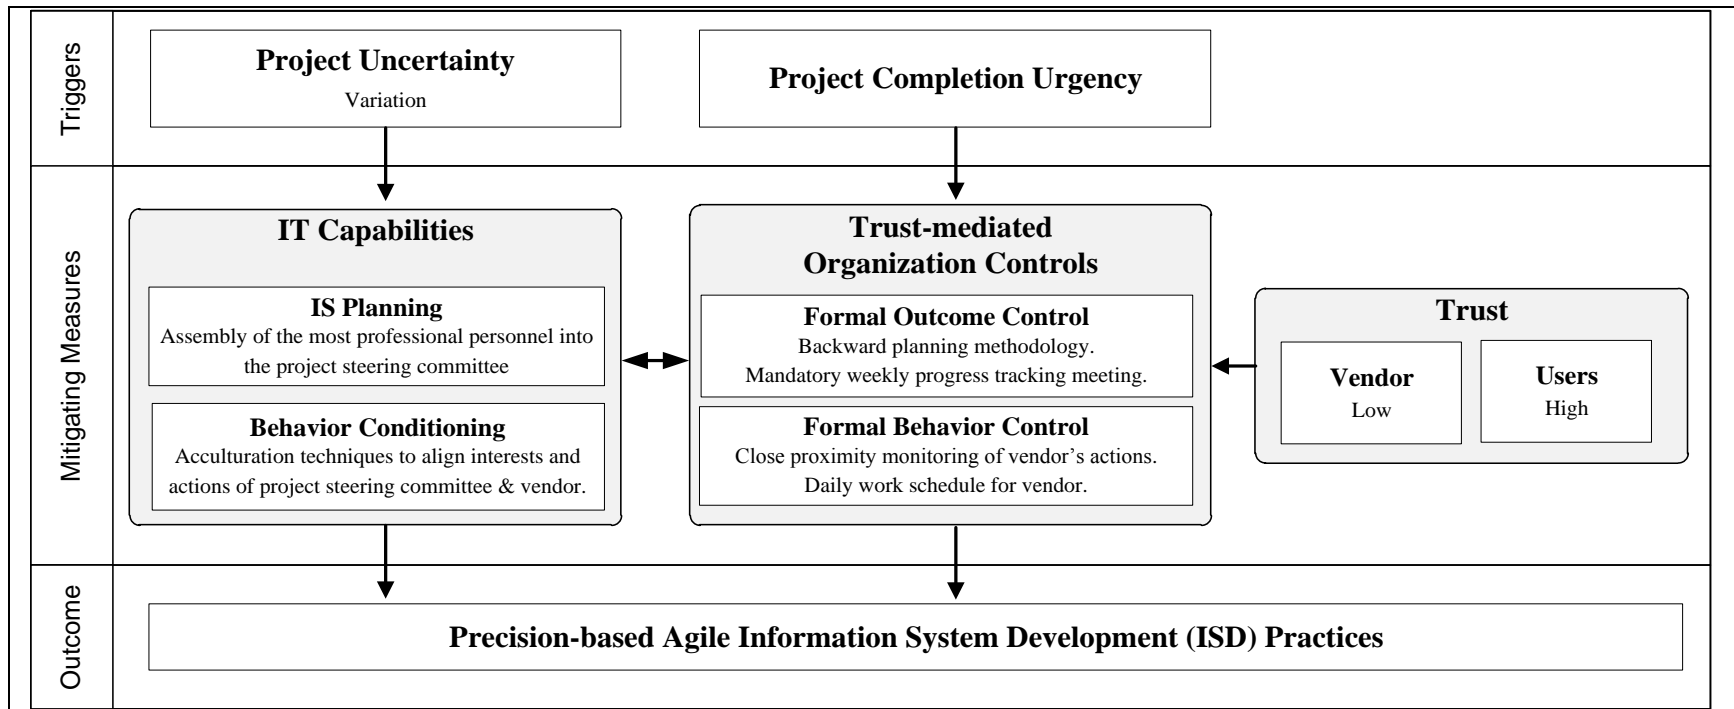 Triggers
Project Uncertainty
Variation
Project Completion Urgency
Mitigating Measures
IT Capabilities
IS Planning
Assembly of the most professional personnel into
the project steering committee
Behavior Conditioning
Acculturation techniques to align interests and
actions of project steering committee & vendor.
Trust-mediated
Organization Controls
Formal Outcome Control
Backward planning methodology.
Mandatory weekly progress tracking meeting.
Formal Behavior Control
Close proximity monitoring of vendor’s actions.
Daily work schedule for vendor.
Trust
Vendor
Low
Users
High
Outcome
Precision-based Agile Information System Development (ISD) Practices